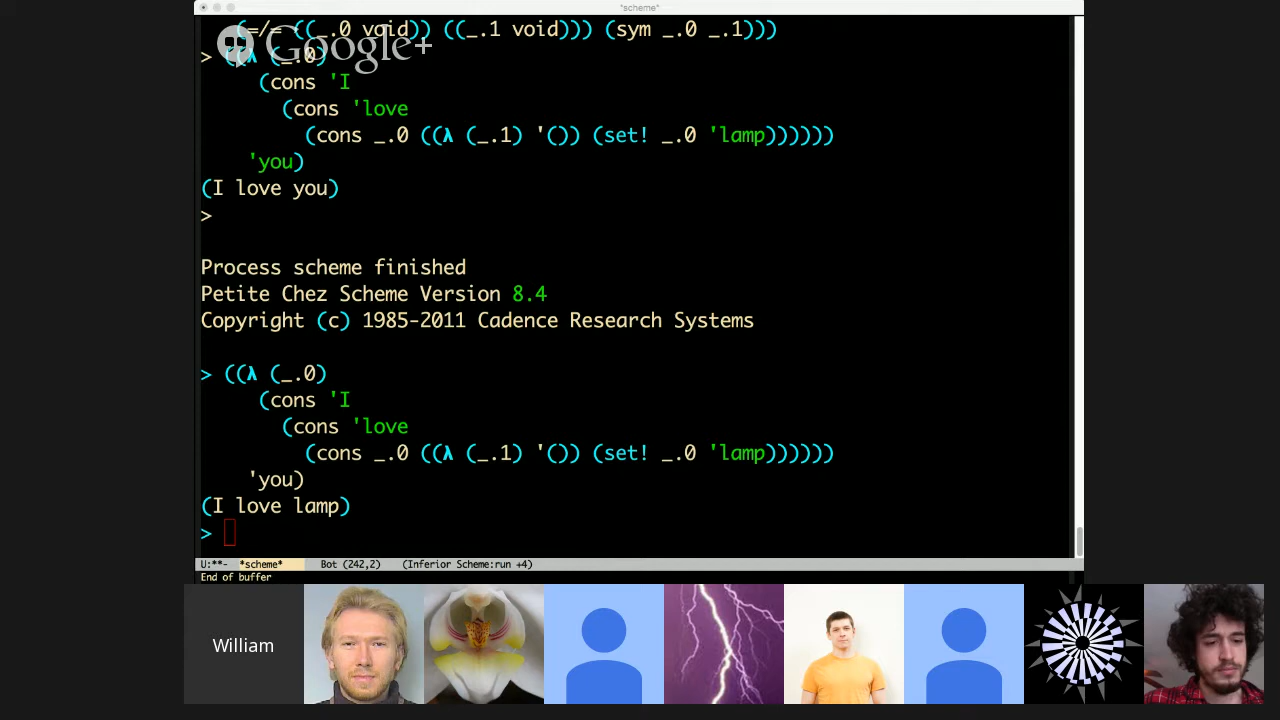 *scheme*
(=/= ((_.0 void)) ((_.1 void))) (sym _.0 _.1)))
Google+
> ((λ (_.0)
(cons 'I
(cons 'love
(cons _.0 ((λ (_.1) '()) (set! _.0 'lamp))))))
'you)
(I love you)
>
Process scheme finished
Petite Chez Scheme Version 8.4
Copyright (c) 1985-2011 Cadence Research Systems
> ((λ (_.0)
(cons 'I
(cons 'love
(cons _.0 ((λ (_.1) '()) (set! _.0 'lamp))))))
'you)
(I love lamp)
>
U:**- *scheme* Bot (242,2) (Inferior Scheme:run +4)
End of buffer
William